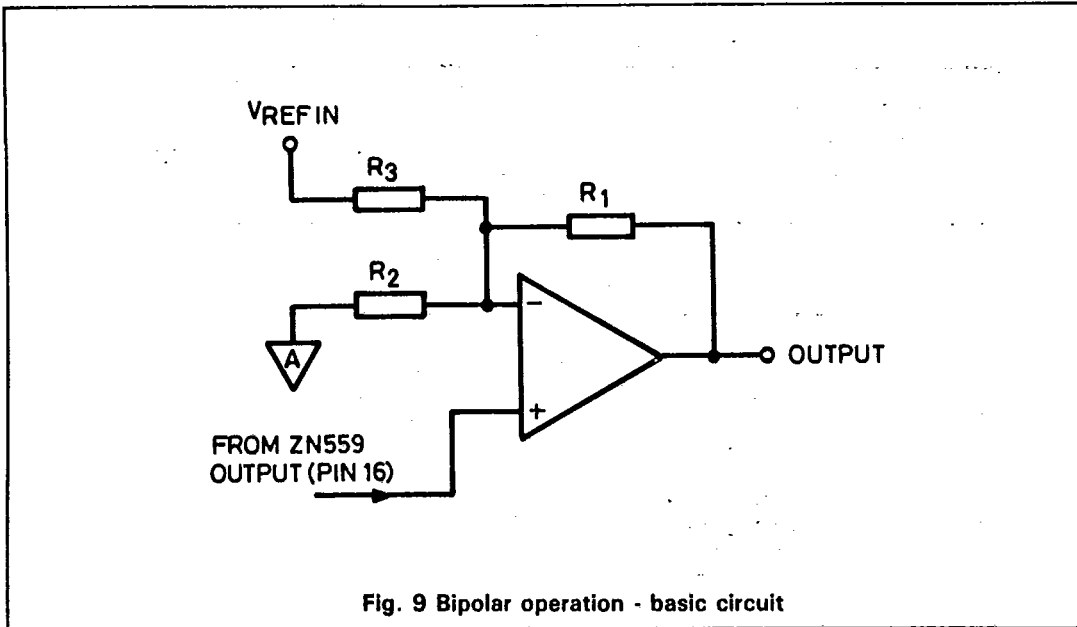 VREF IN
R3
R1
R2
A
-
+
OUTPUT
FROM ZN559
OUTPUT (PIN 16)
Fig. 9 Bipolar operation - basic circuit